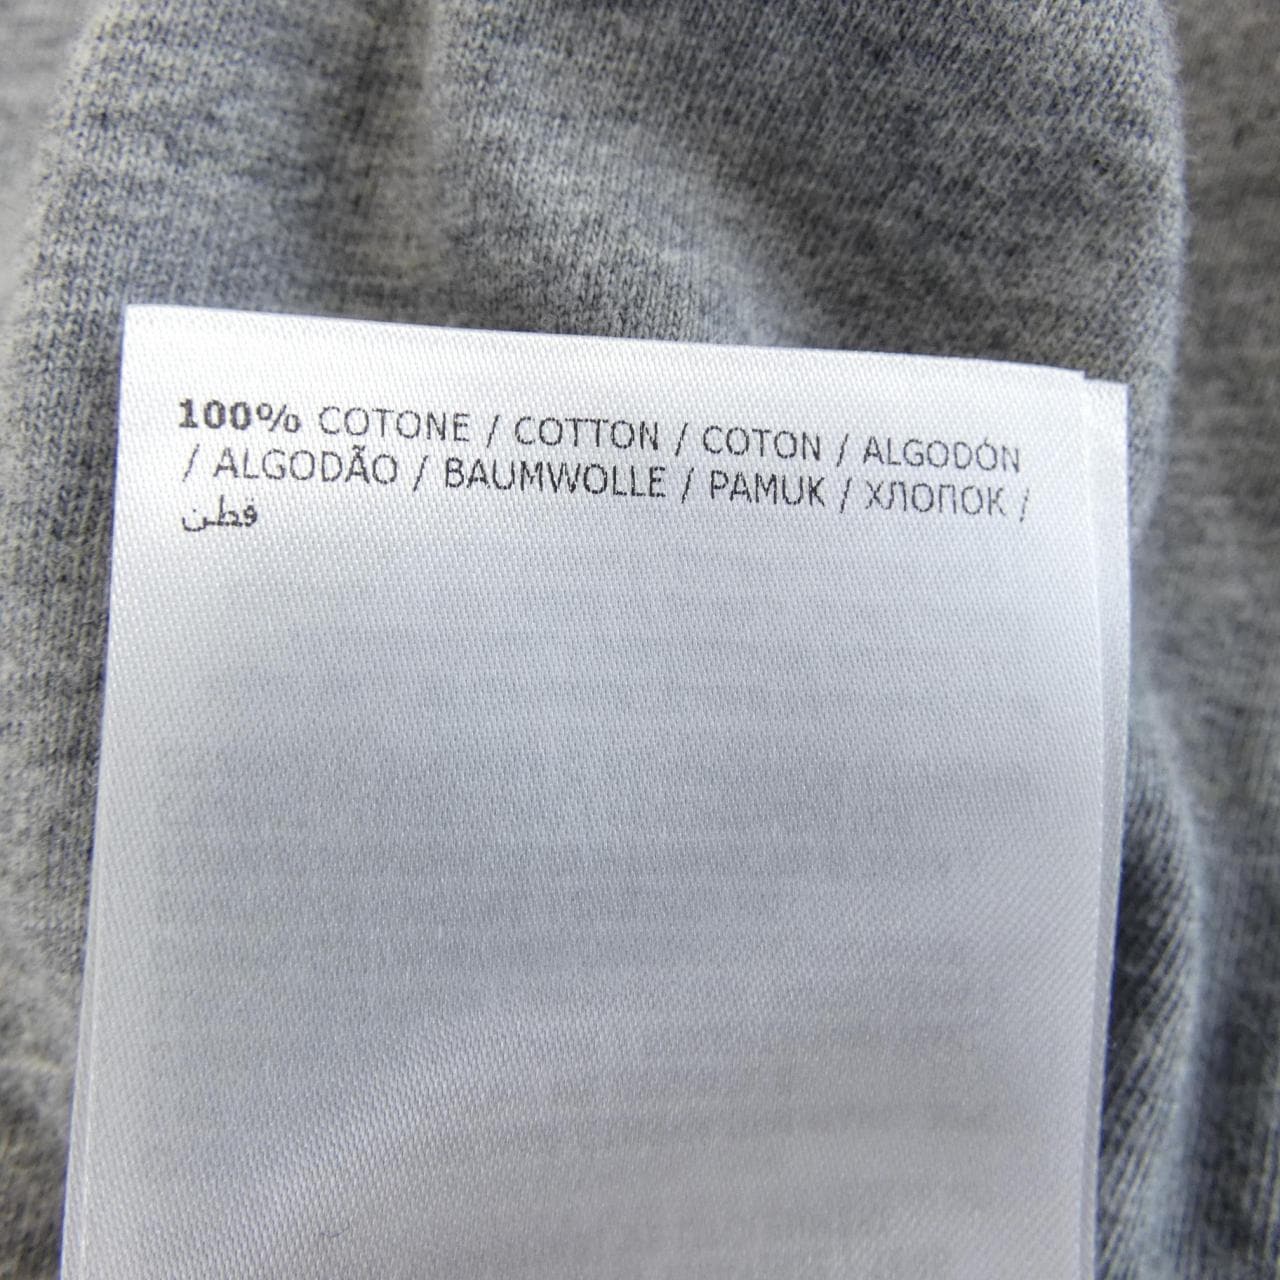 100% COTONE / COTTON / COTON / ALGODÓN
/ ALGODÃO / BAUMWOLLE / PAMUK / ХЛОПОК /
قطن